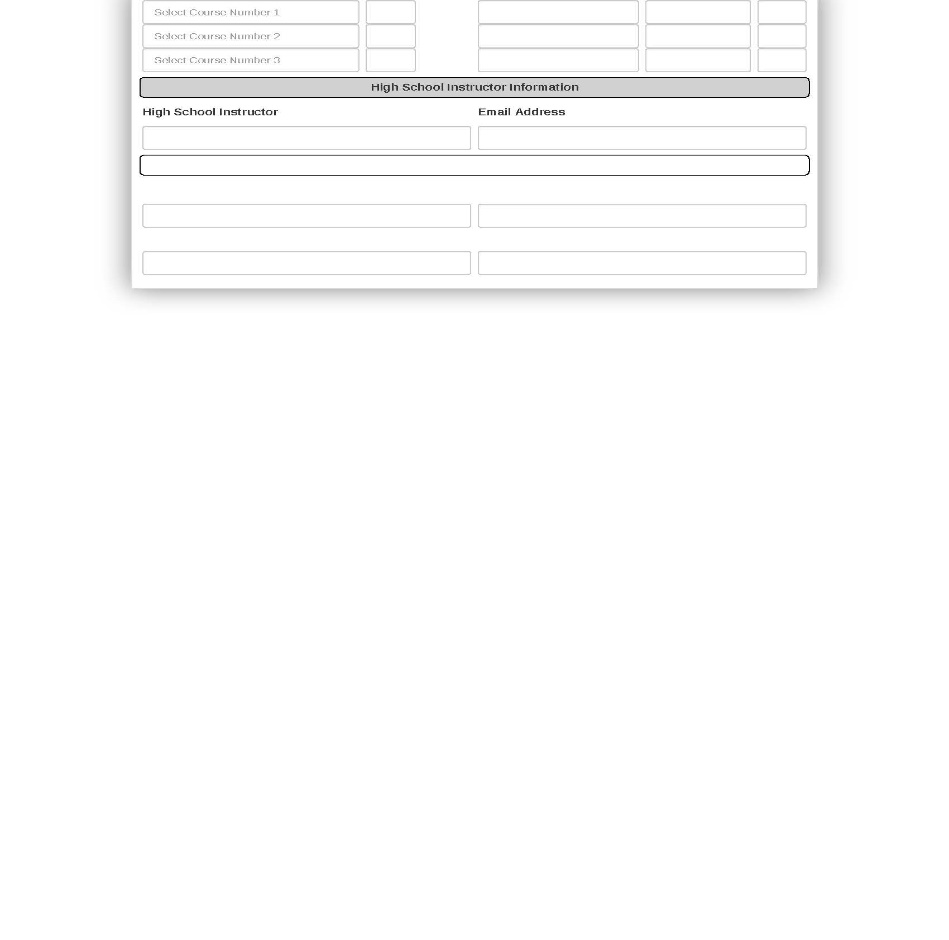 Select Course Number 1
Select Course Number 2
Select Course Number 3
High School Instructor Information
High School Instructor Email Address